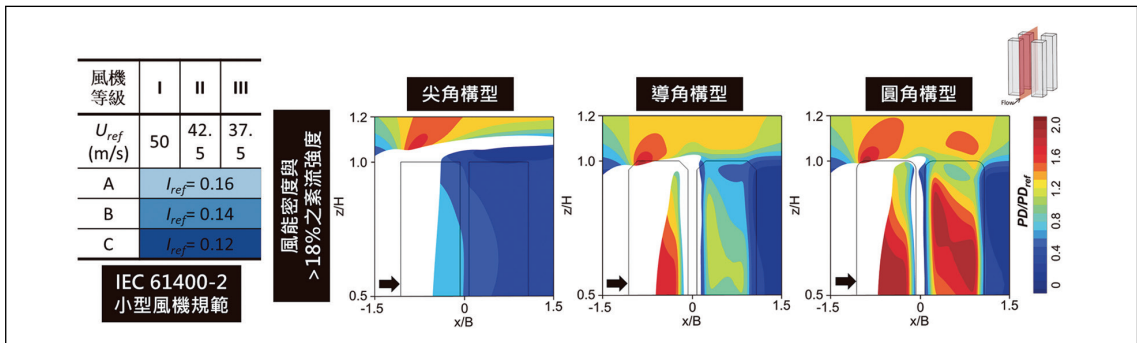 風機等級
I
II
III
Uref
(m/s)
50
42.
5
37.
5
A
Iref= 0.16
B
Iref= 0.14
C
Iref= 0.12
IEC 61400-2
小型風機規範
風能密度與
>18%之紊流強度
尖角構型
1.2
1.0
0.5
z/H
-1.5
0
1.5
x/B
導角構型
1.2
1.0
0.5
z/H
-1.5
0
1.5
x/B
圓角構型
1.2
1.0
0.5
z/H
-1.5
0
1.5
x/B
Flow
2.0
1.6
1.2
0.8
0.4
0
PD/PDref